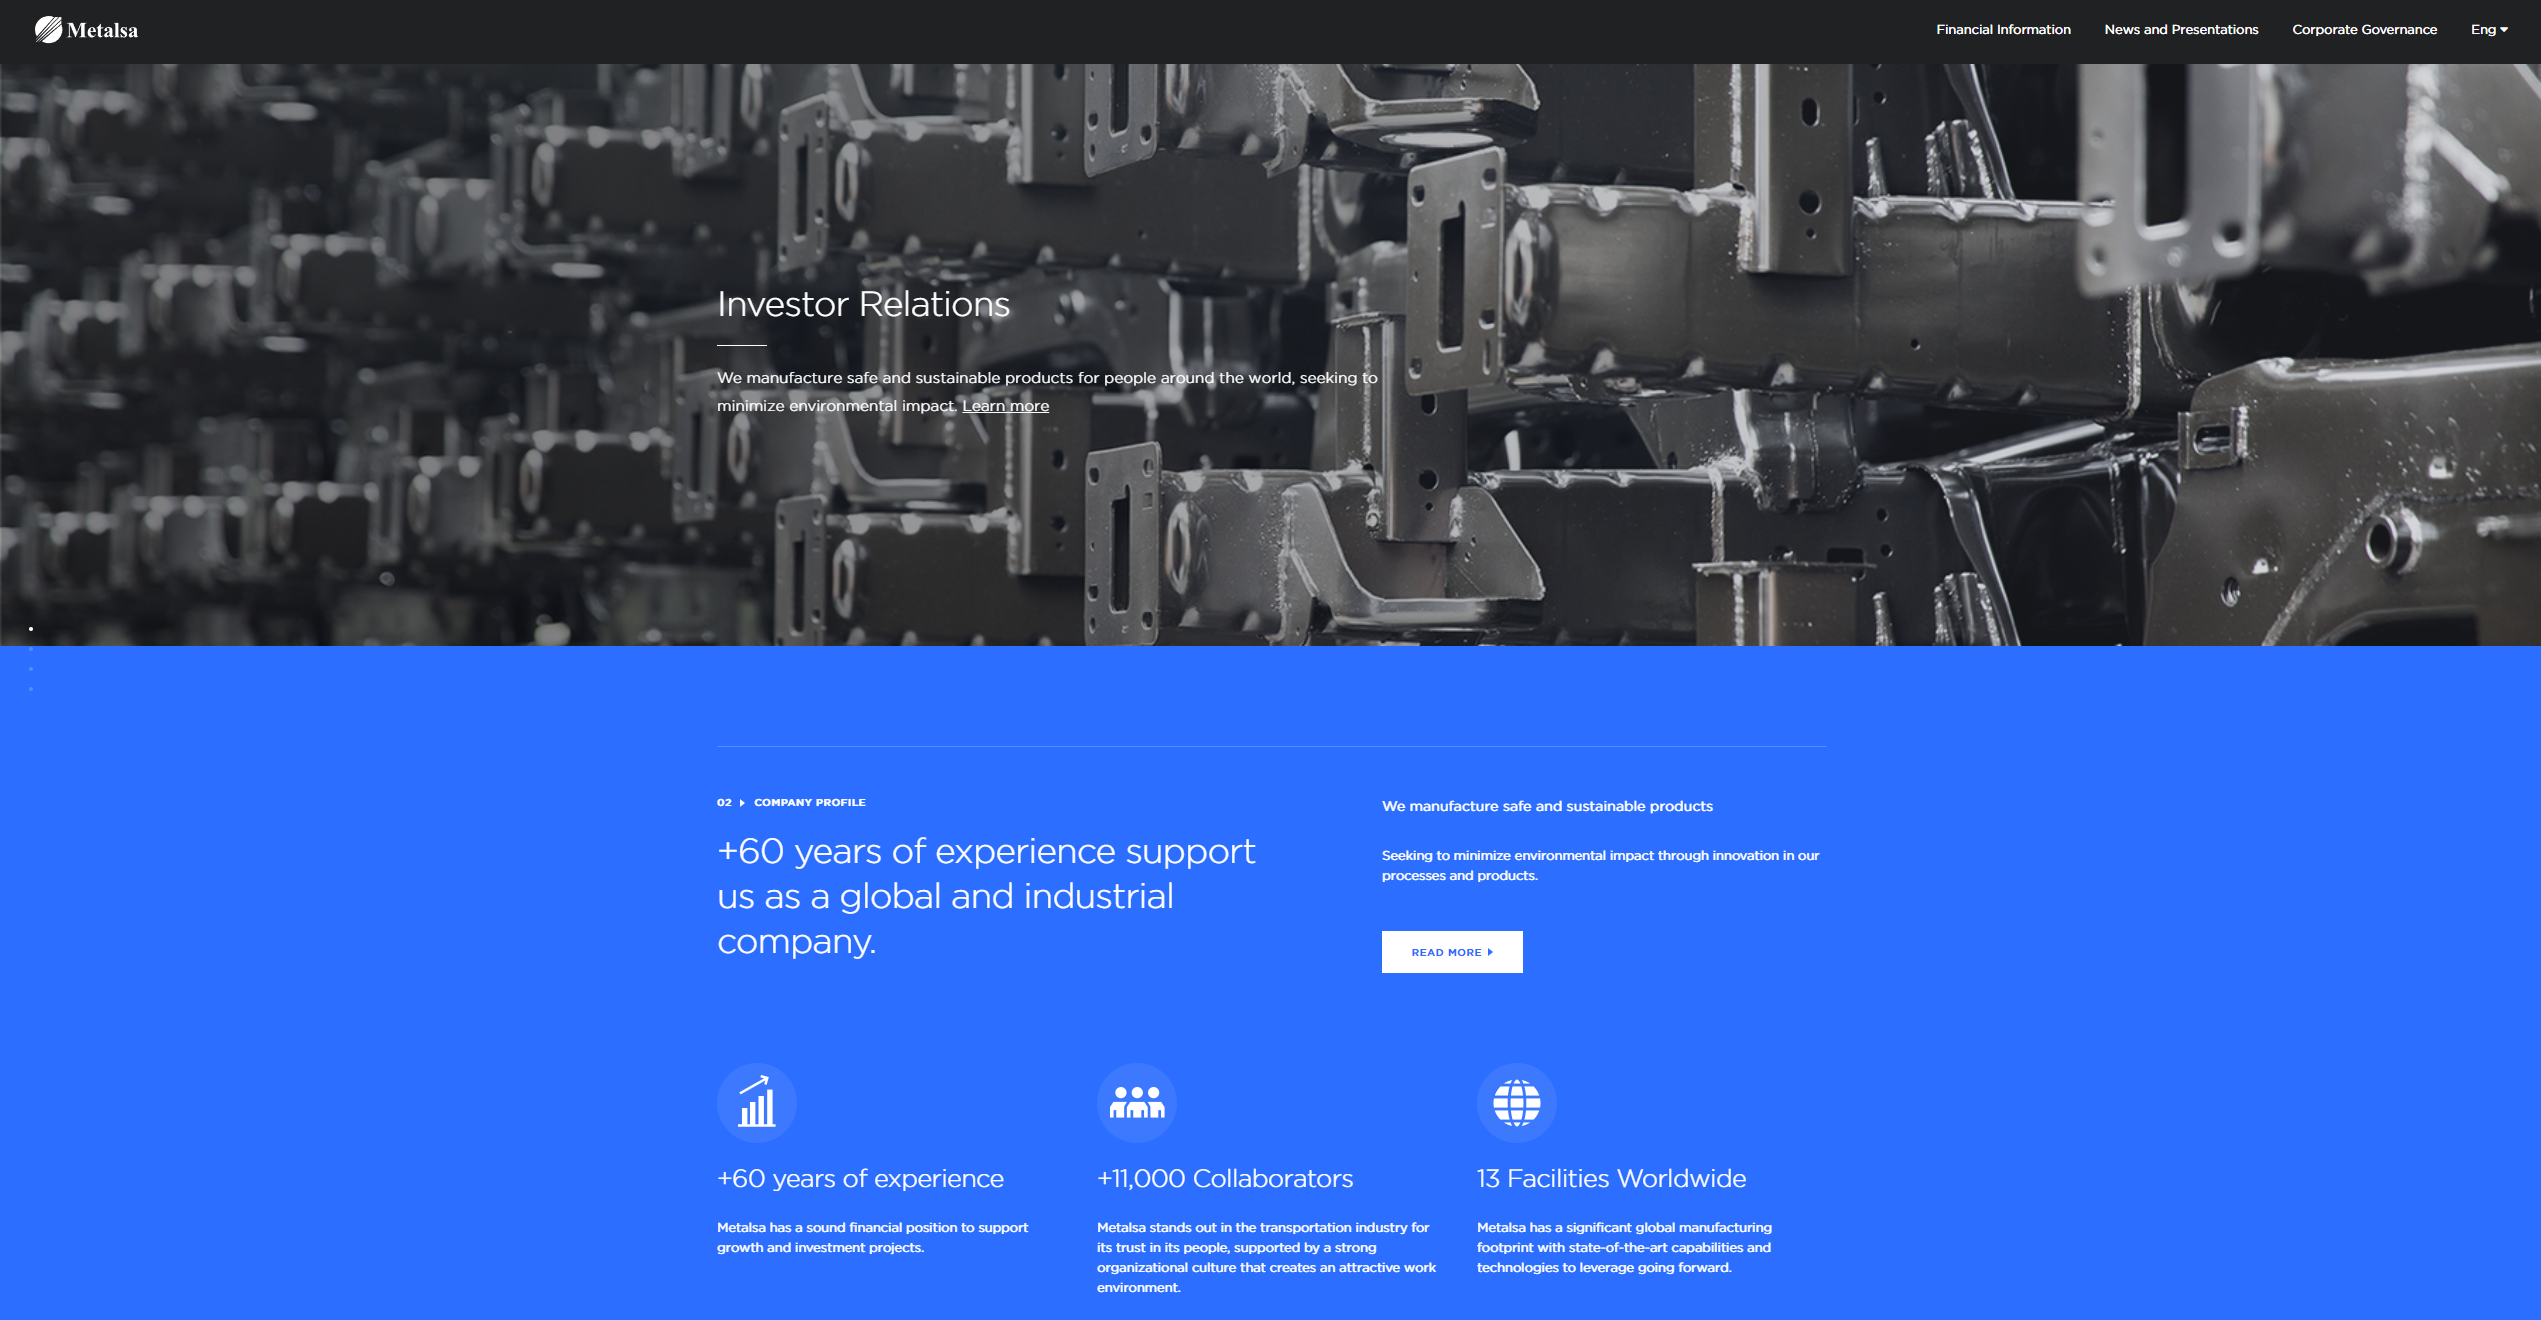 Metalsa
Financial Information
News and Presentations
Corporate Governance
Eng
Investor Relations
We manufacture safe and sustainable products for people around the world, seeking to
minimize environmental impact. Learn more
02 COMPANY PROFILE
+60 years of experience support
us as a global and industrial
company.
We manufacture safe and sustainable products
Seeking to minimize environmental impact through innovation in our
processes and products.
READ MORE
+60 years of experience
Metalsa has a sound financial position to support
growth and investment projects.
+11,000 Collaborators
Metalsa stands out in the transportation industry for
its trust in its people, supported by a strong
organizational culture that creates an attractive work
environment.
13 Facilities Worldwide
Metalsa has a significant global manufacturing
footprint with state-of-the-art capabilities and
technologies to leverage going forward.